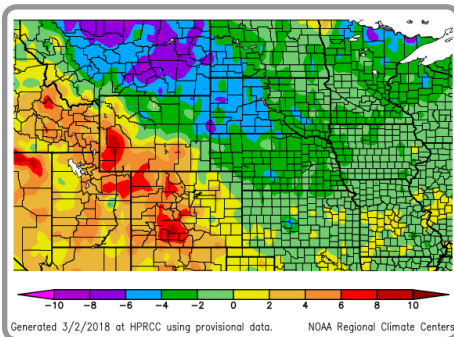 -10 -8 -6 -4 -2 0 2 4 6 8 10
Generated 3/2/2018 at HPRCC using provisional data. NOAA Regional Climate Centers